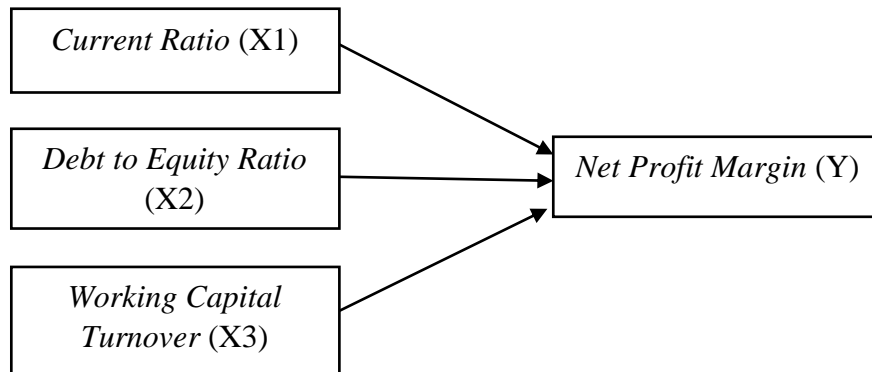 Current Ratio (X1)
Debt to Equity Ratio
(X2)
Net Profit Margin (Y)
Working Capital
Turnover (X3)